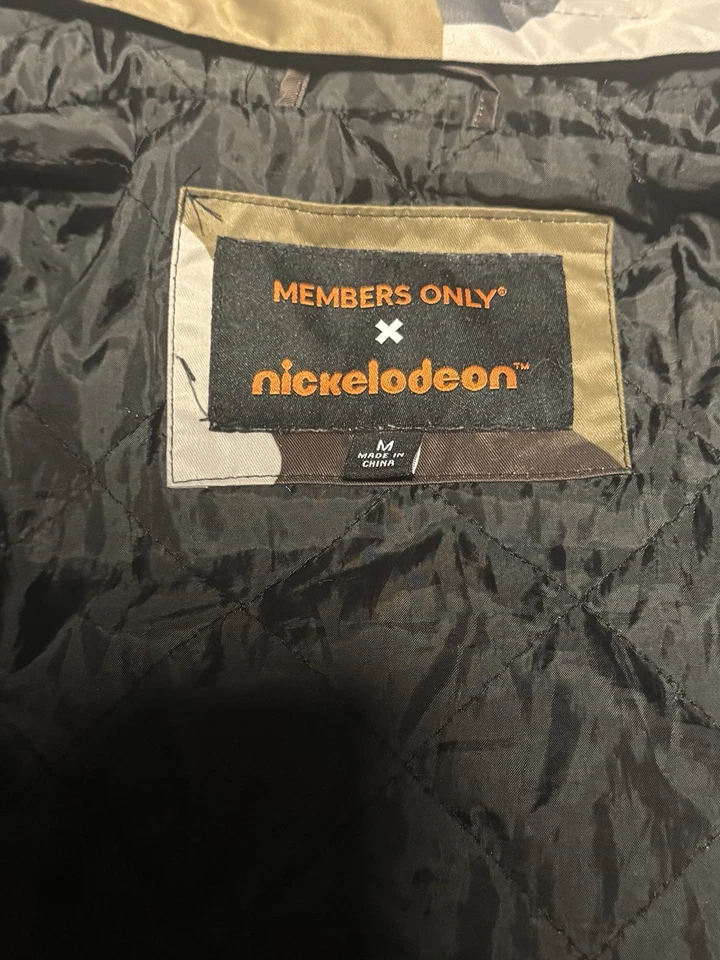 MEMBERS ONLY®
×
nickelodeon™
M
MADE IN
CHINA